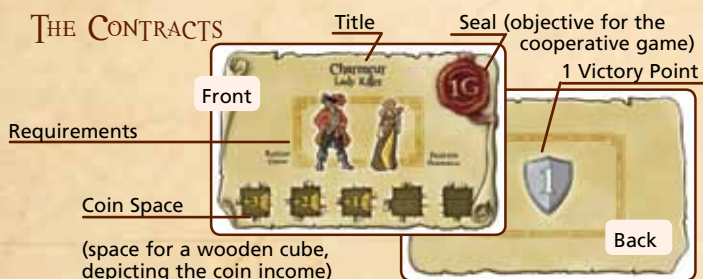 THE CONTRACTS
Title
Seal (objective for the
cooperative game)
1 Victory Point
Front
Charmeur
Lady Killer
1G
Requirements
Coin Space
(space for a wooden cube,
depicting the coin income)
1
Back